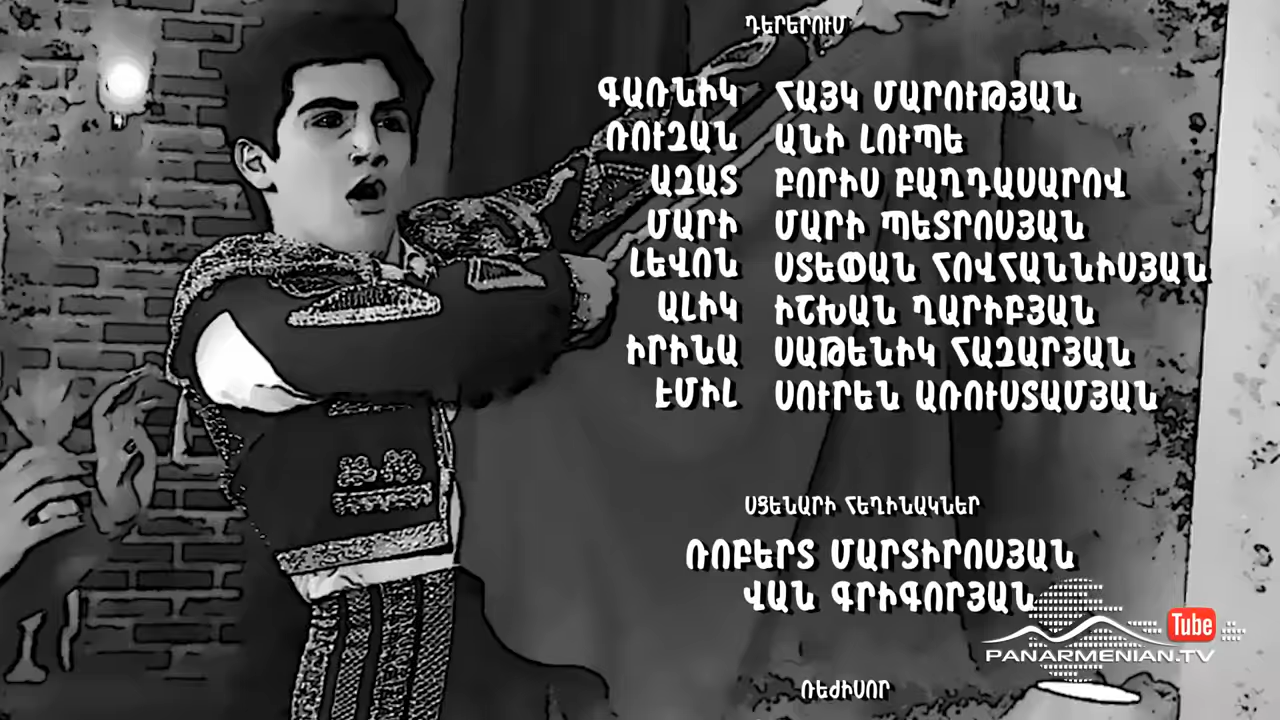 ԴԵՐԵՐՈՒՄ
ԳԱՌՆԻԿ ՀԱՅԿ ՄԱՐՈՒԹՅԱՆ
ՌՈՒԶԱՆ ԱՆԻ ԼՈՒՊԵ
ԱԶԱՏ ԲՈՐԻՍ ԲԱՂԴԱՍԱՐՈՎ
ՄԱՐԻ ՄԱՐԻ ՊԵՏՐՈՍՅԱՆ
ԼԵՎՈՆ ՍՏԵՓԱՆ ՀՈՎՀԱՆՆԻՍՅԱՆ
ԱԼԻԿ ԻՇԽԱՆ ՂԱՐԻԲՅԱՆ
ԻՐԻՆԱ ՍԱԹԵՆԻԿ ՀԱԶԱՐՅԱՆ
ԷՄԻԼ ՍՈՒՐԵՆ ԱՌՈՒՍՏԱՄՅԱՆ
ՍՑԵՆԱՐԻ ՀԵՂԻՆԱԿՆԵՐ
ՌՈԲԵՐՏ ՄԱՐՏԻՐՈՍՅԱՆ
ՎԱՆ ԳՐԻԳՈՐՅԱՆ
Tube
PANARMENIAN.TV
ՌԵԺԻՍՈՐ